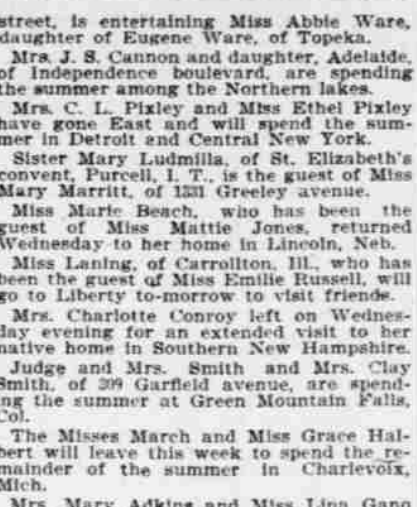 street, is entertaining Miss Abbie Ware,
daughter of Eugene Ware, of Topeka.
Mrs. J. S. Cannon and daughter, Adelaide,
of Independence boulevard, are spending
the summer among the Northern lakes.
Mrs. C. L. Pixley and Miss Ethel Pixley
have gone East and will spend the sum-
mer in Detroit and Central New York.
Sister Mary Ludmilla, of St. Elizabeth's
convent, Purcell, I. T., is the guest of Miss
Mary Marritt, of 1331 Greeley avenue.
Miss Marie Beach, who has been the
guest of Miss Mattie Jones, returned
Wednesday to her home in Lincoln, Neb.
Miss Laning, of Carrollton, Ill., who has
been the guest of Miss Emilie Russell, will
go to Liberty to-morrow to visit friends.
Mrs. Charlotte Conroy left on Wednes-
day evening for an extended visit to her
native home in Southern New Hampshire.
Judge and Mrs. Smith and Mrs. Clay
Smith, of 309 Garfield avenue, are spend-
ing the summer at Green Mountain Falls,
Col.
The Misses March and Miss Grace Hal-
bert will leave this week to spend the re-
mainder of the summer in Charlevoix,
Mich.
Mrs. Mary Adkins and Miss Lina Gano